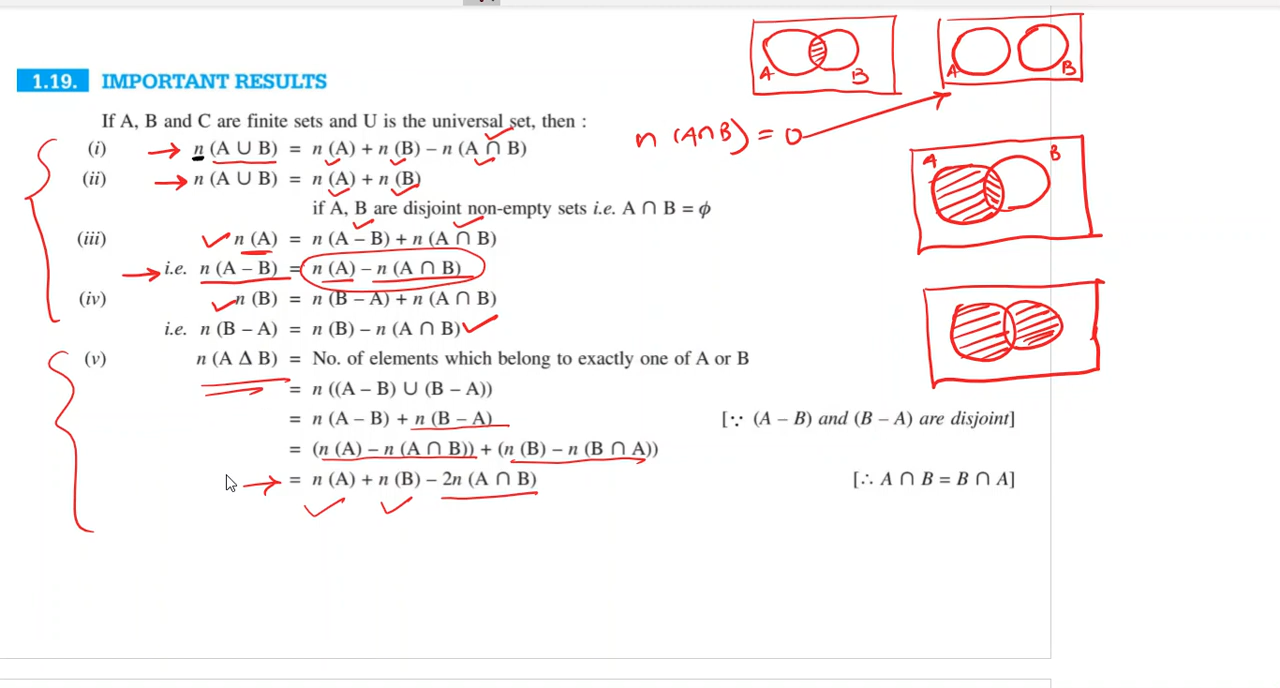 1.19. IMPORTANT RESULTS
If A, B and C are finite sets and U is the universal set, then :
(i) n (A ∪ B) = n (A) + n (B) – n (A ∩ B)
(ii) n (A ∪ B) = n (A) + n (B)
if A, B are disjoint non-empty sets i.e. A ∩ B = ϕ
(iii) n (A) = n (A – B) + n (A ∩ B)
i.e. n (A – B) = n (A) – n (A ∩ B)
(iv) n (B) = n (B – A) + n (A ∩ B)
i.e. n (B – A) = n (B) – n (A ∩ B)
(v) n (A Δ B) = No. of elements which belong to exactly one of A or B
= n ((A – B) ∪ (B – A))
= n (A – B) + n (B – A) [∵ (A – B) and (B – A) are disjoint]
= (n (A) – n (A ∩ B)) + (n (B) – n (B ∩ A))
= n (A) + n (B) – 2n (A ∩ B) [∴ A ∩ B = B ∩ A]
A B
A B
n (A∩B) = 0
A B